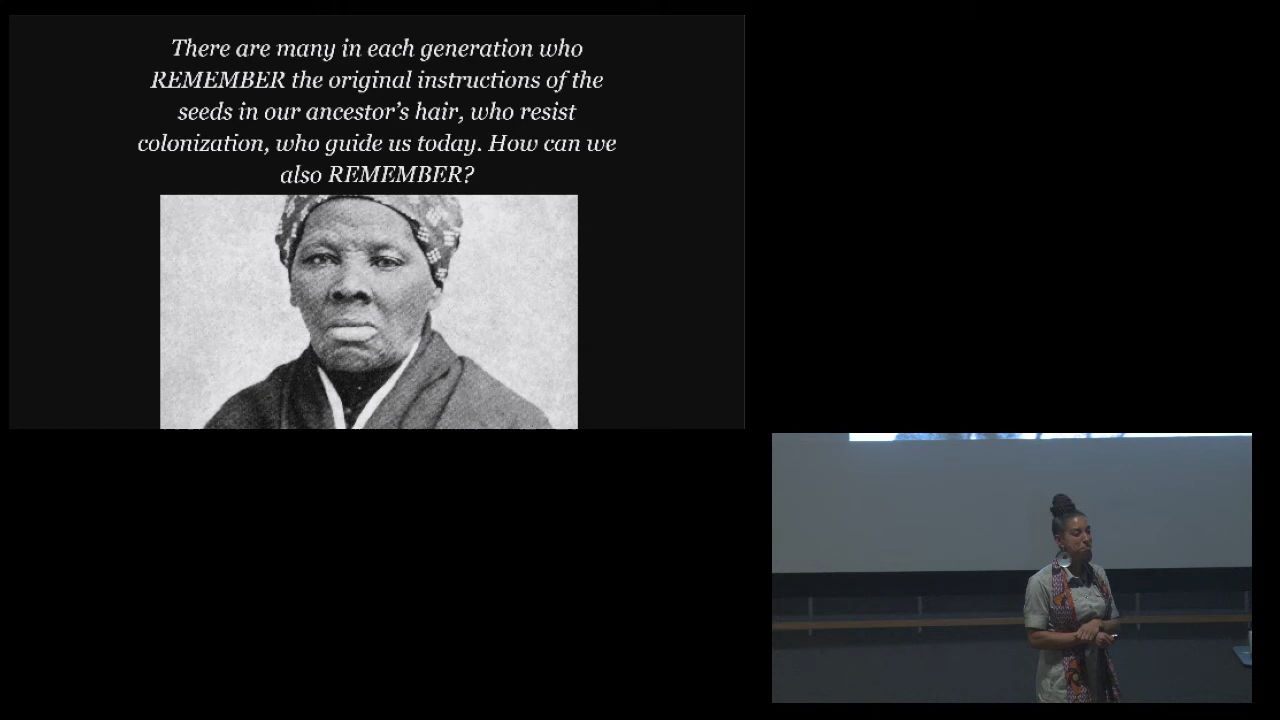 There are many in each generation who
REMEMBER the original instructions of the
seeds in our ancestor’s hair, who resist
colonization, who guide us today. How can we
also REMEMBER?